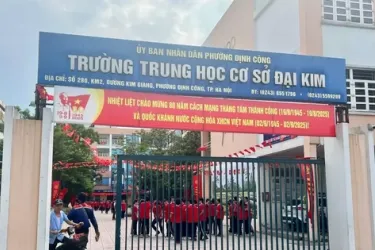 ỦY BAN NHÂN DÂN PHƯỜNG ĐỊNH CÔNG
TRƯỜNG TRUNG HỌC CƠ SỞ ĐẠI KIM
ĐỊA CHỈ: SỐ 290, KM2, ĐƯỜNG KIM GIANG, PHƯỜNG ĐỊNH CÔNG, TP. HÀ NỘI
NHIỆT LIỆT CHÀO MỪNG 80 NĂM CÁCH MẠNG THÁNG TÁM THÀNH CÔNG (19/8/1945 - 19/8/2025)
VÀ QUỐC KHÁNH NƯỚC CỘNG HÒA XHCN VIỆT NAM (02/9/1945 - 02/9/2025)